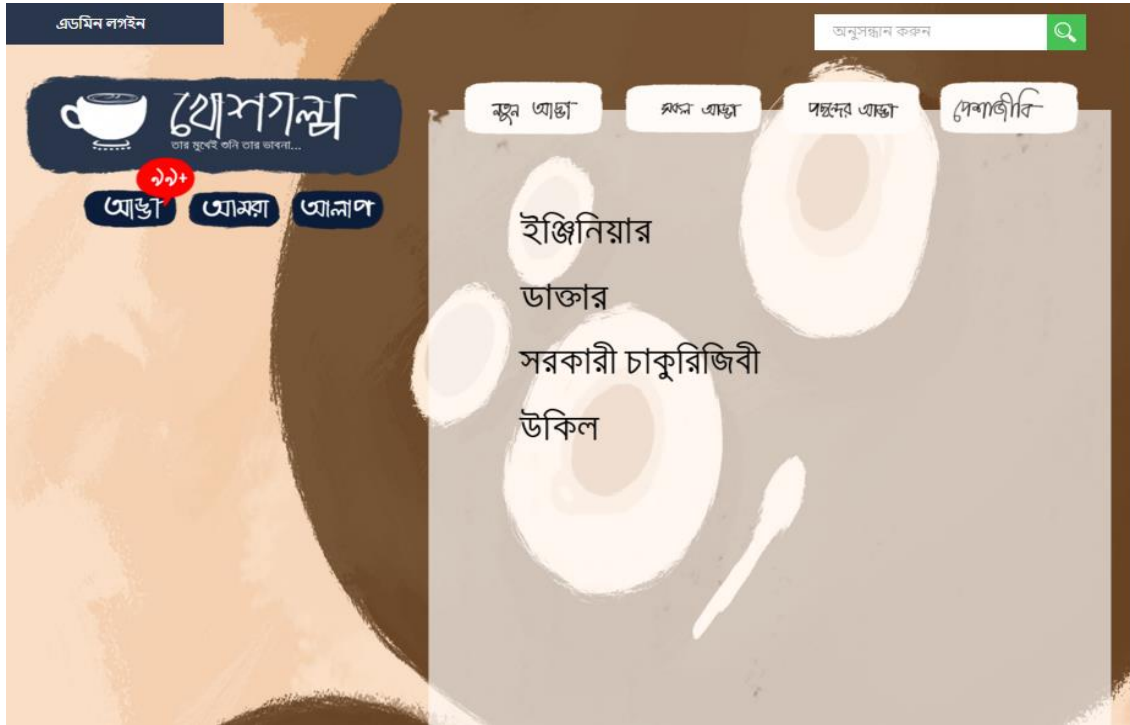 এডমিন লগইন
অনুসন্ধান করুন
খোশগল্প
তার মুখেই শুনি তার ভাবনা...
৯৯+
আড্ডা আমরা আলাপ
নতুন আড্ডা সকল আড্ডা পছন্দের আড্ডা পেশাজীবি
ইঞ্জিনিয়ার
ডাক্তার
সরকারী চাকুরিজিবী
উকিল